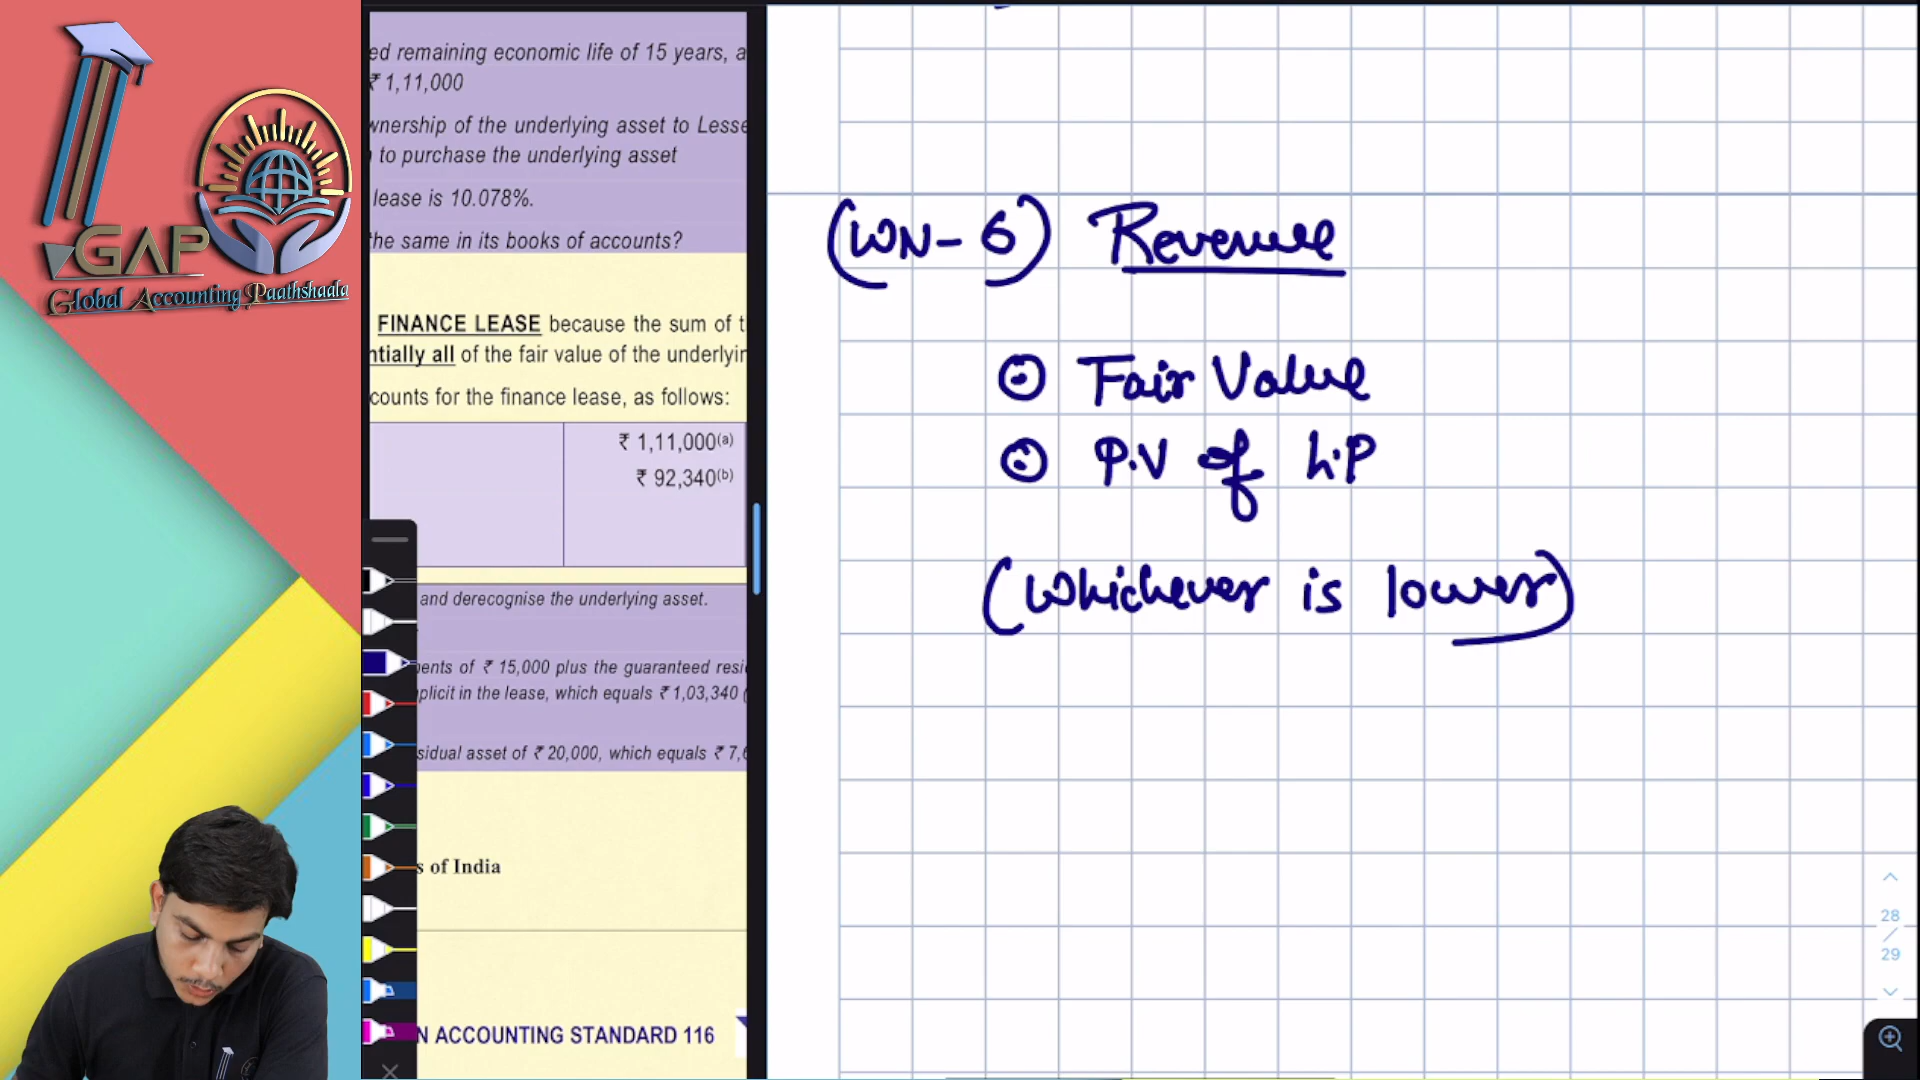 GAP
Global Accounting Paathshaala
ed remaining economic life of 15 years, a
₹ 1,11,000
wnership of the underlying asset to Lesse
to purchase the underlying asset
lease is 10.078%.
the same in its books of accounts?
FINANCE LEASE because the sum of t
ntially all of the fair value of the underlyin
counts for the finance lease, as follows:
₹ 1,11,000(a)
₹ 92,340(b)
and derecognise the underlying asset.
ents of ₹ 15,000 plus the guaranteed resi
plicit in the lease, which equals ₹ 1,03,340 (
sidual asset of ₹ 20,000, which equals ₹ 7,6
s of India
N ACCOUNTING STANDARD 116
(WN-6) Revenue
Fair Value
P.V of L.P
(Whichever is lower)
28
/
29